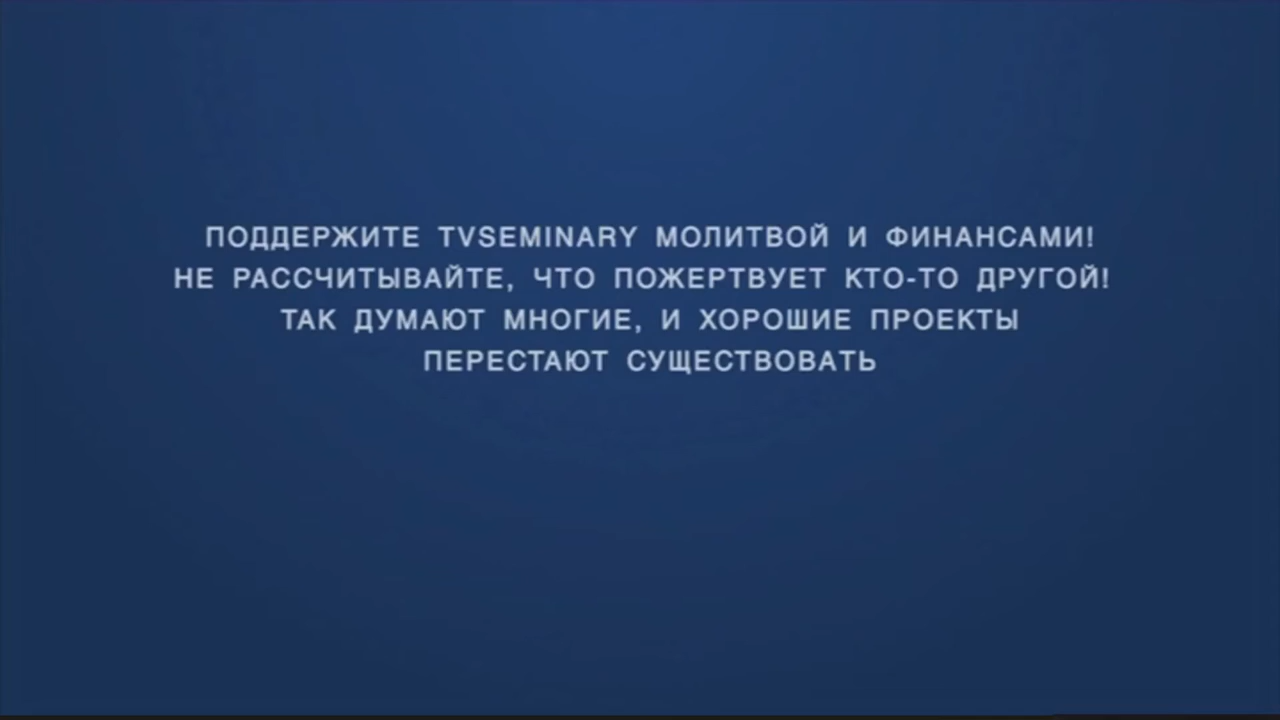 ПОДДЕРЖИТЕ TVSEMINARY МОЛИТВОЙ И ФИНАНСАМИ!
НЕ РАССЧИТЫВАЙТЕ, ЧТО ПОЖЕРТВУЕТ КТО-ТО ДРУГОЙ!
ТАК ДУМАЮТ МНОГИЕ, И ХОРОШИЕ ПРОЕКТЫ
ПЕРЕСТАЮТ СУЩЕСТВОВАТЬ